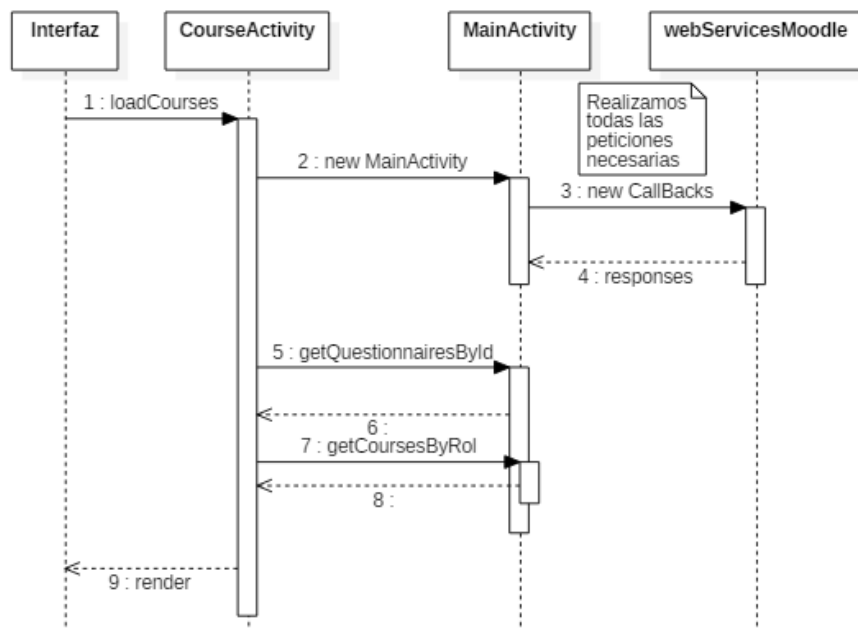 Interfaz
CourseActivity
MainActivity
webServicesMoodle
1 : loadCourses
Realizamos
todas las
peticiones
necesarias
2 : new MainActivity
3 : new CallBacks
4 : responses
5 : getQuestionnairesById
6 :
7 : getCoursesByRol
8 :
9 : render